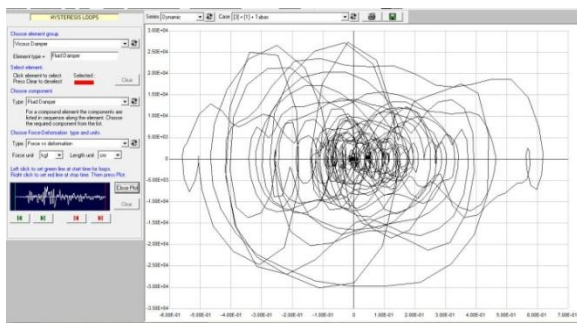 HYSTERESIS LOOPS
Series Dynamic Case [3] = [1] + Tabas
Choose element group
Viscous Damper
Element type = Fluid Damper
Select element.
Click element to select
Press Clear to deselect
Selected :
Clear
Choose component
Type Fluid Damper
For a compound element the components are
listed in sequence along the element. Choose
the required component from the list.
Choose Force-Deformation type and units.
Type Force vs deformation
Force unit kgf Length unit cm
Left click to set green line at start time for loops.
Right click to set red line at stop time. Then press Plot.
Close Plot
Clear
3.00E+04
2.50E+04
2.00E+04
1.50E+04
1.00E+04
5.00E+03
0
-5.00E+03
-1.00E+04
-1.50E+04
-2.00E+04
-2.50E+04
-3.00E+04
-3.50E+04
-6.00E-01 -5.00E-01 -4.00E-01 -3.00E-01 -2.00E-01 -1.00E-01 0 1.00E-01 2.00E-01 3.00E-01 4.00E-01 5.00E-01 6.00E-01 7.00E-01